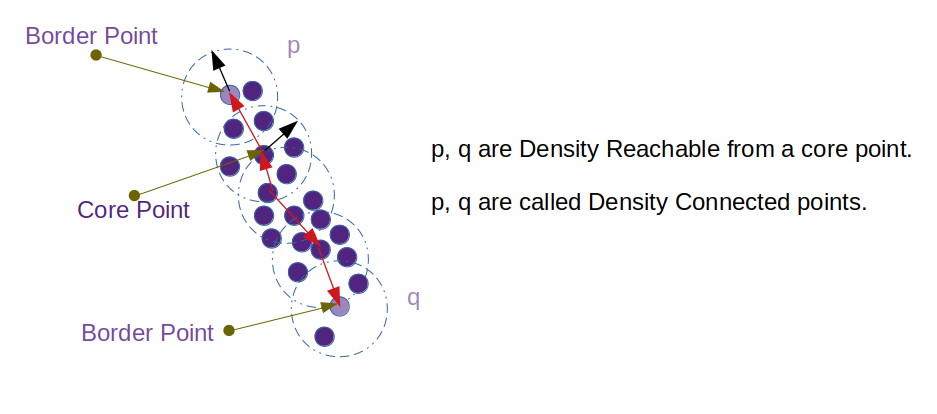 Border Point
p
p, q are Density Reachable from a core point.
Core Point
p, q are called Density Connected points.
q
Border Point